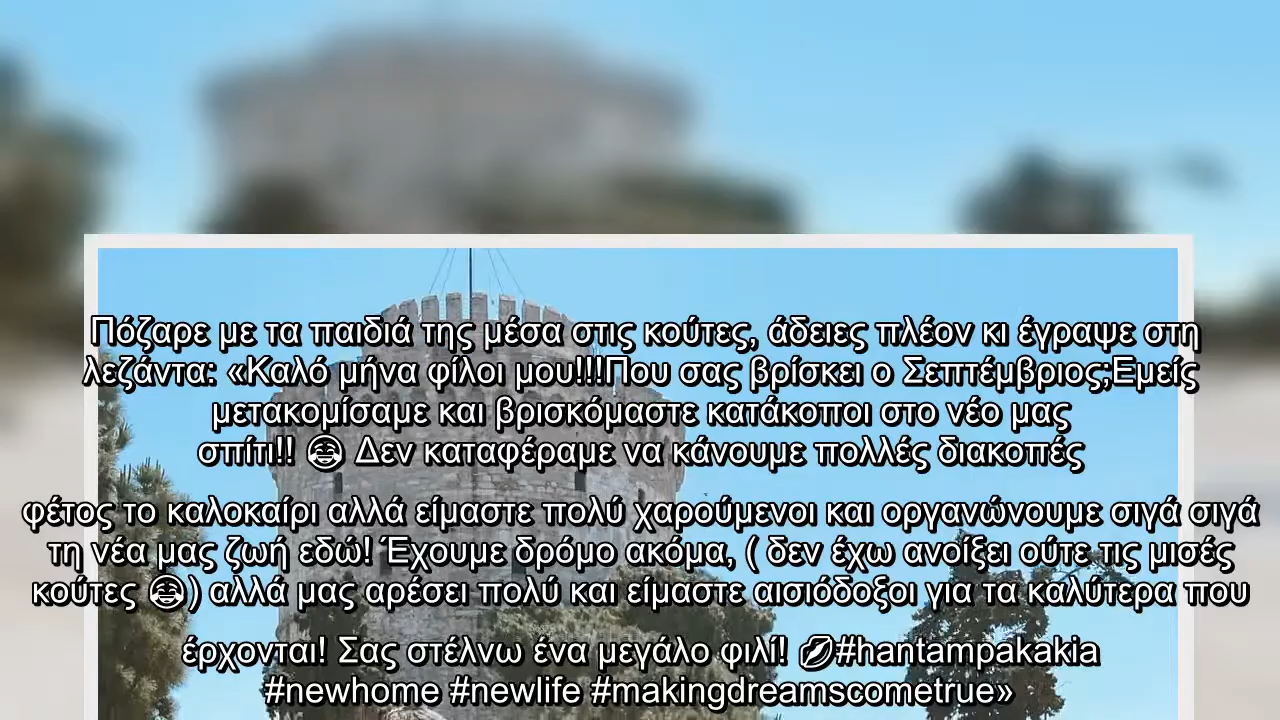 Πόζαρε με τα παιδιά της μέσα στις κούτες, άδειες πλέον κι έγραψε στη
λεζάντα: «Καλό μήνα φίλοι μου!!!Που σας βρίσκει ο Σεπτέμβριος;Εμείς
μετακομίσαμε και βρισκόμαστε κατάκοποι στο νέο μας
σπίτι!! 😂 Δεν καταφέραμε να κάνουμε πολλές διακοπές
φέτος το καλοκαίρι αλλά είμαστε πολύ χαρούμενοι και οργανώνουμε σιγά σιγά
τη νέα μας ζωή εδώ! Έχουμε δρόμο ακόμα, ( δεν έχω ανοίξει ούτε τις μισές
κούτες 😂) αλλά μας αρέσει πολύ και είμαστε αισιόδοξοι για τα καλύτερα που
έρχονται! Σας στέλνω ένα μεγάλο φιλί! 💋#hantampakakia
#newhome #newlife #makingdreamscometrue»